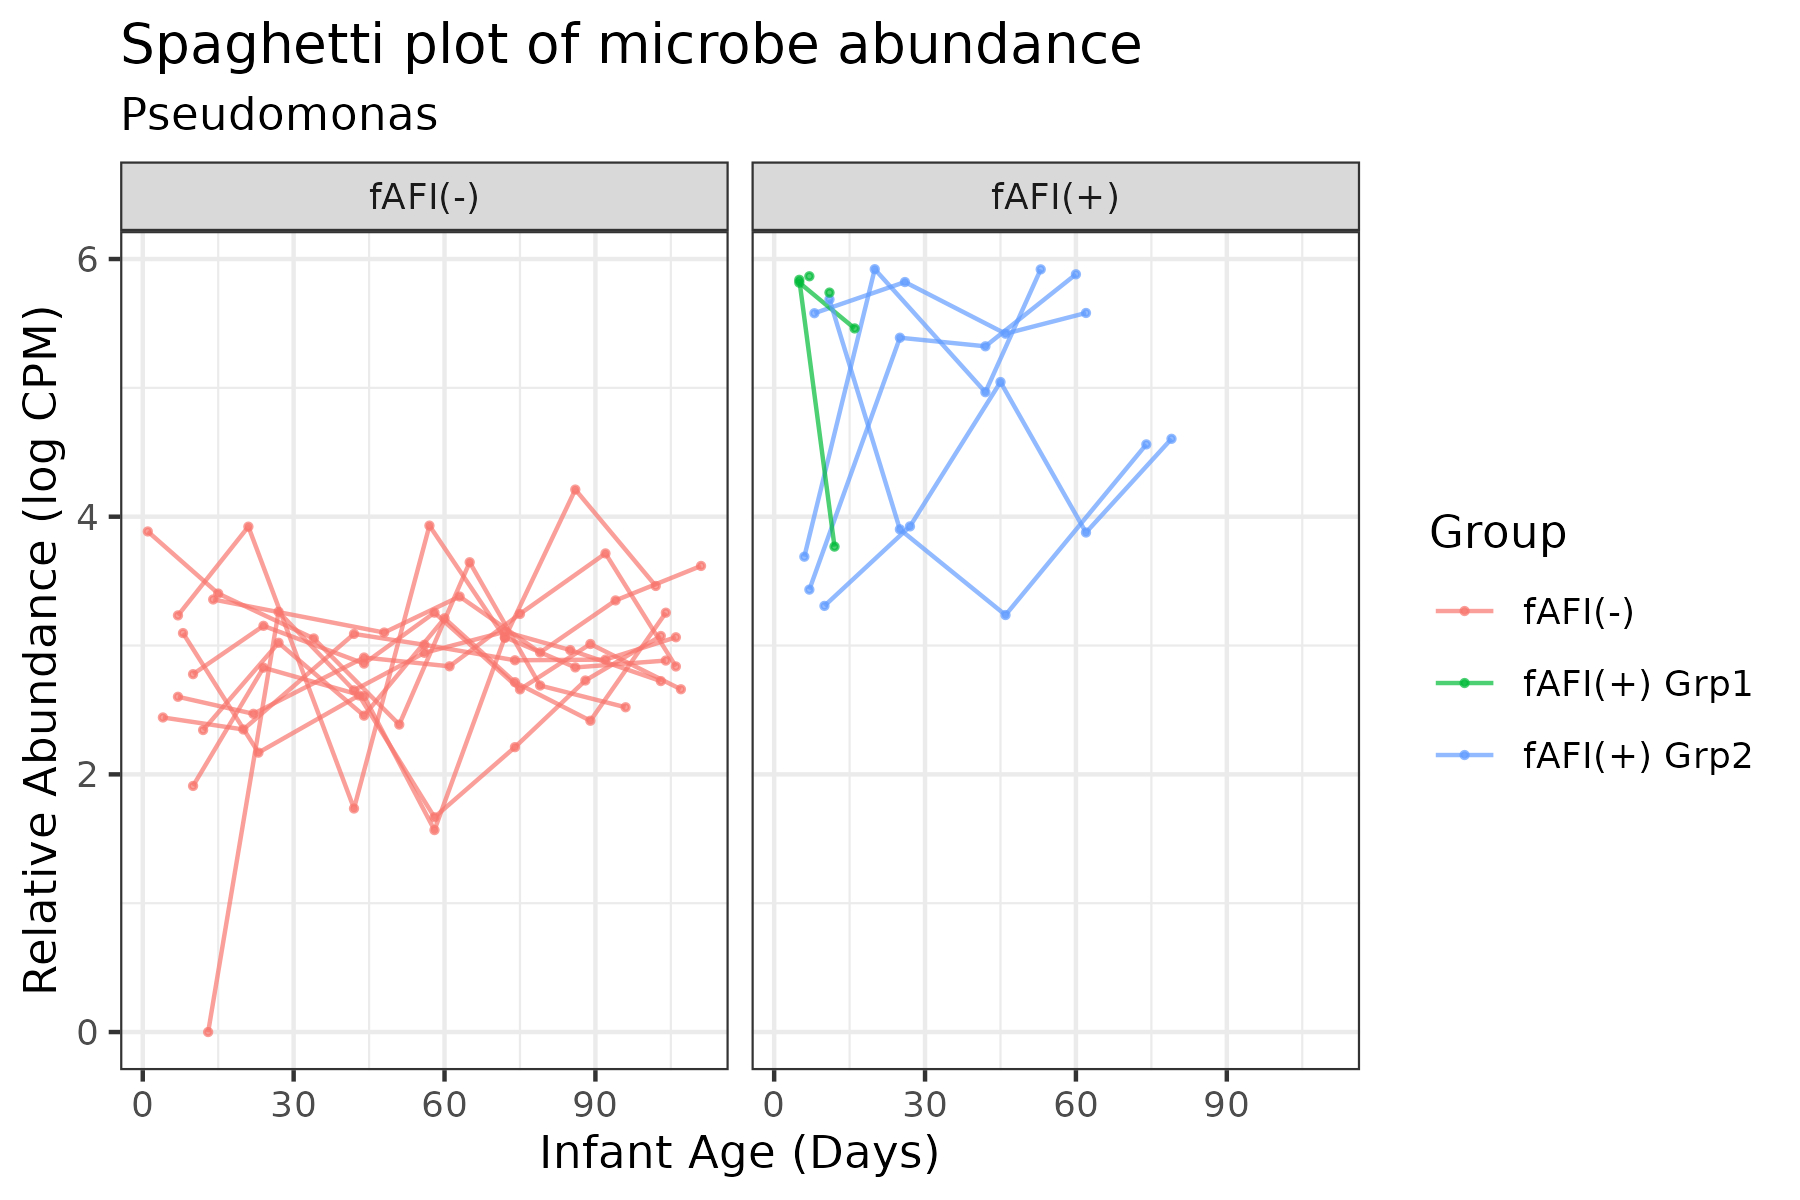 Spaghetti plot of microbe abundance
Pseudomonas
fAFI(-)
fAFI(+)
Relative Abundance (log CPM)
6
4
2
0
0 30 60 90
0 30 60 90
Infant Age (Days)
Group
fAFI(-)
fAFI(+) Grp1
fAFI(+) Grp2